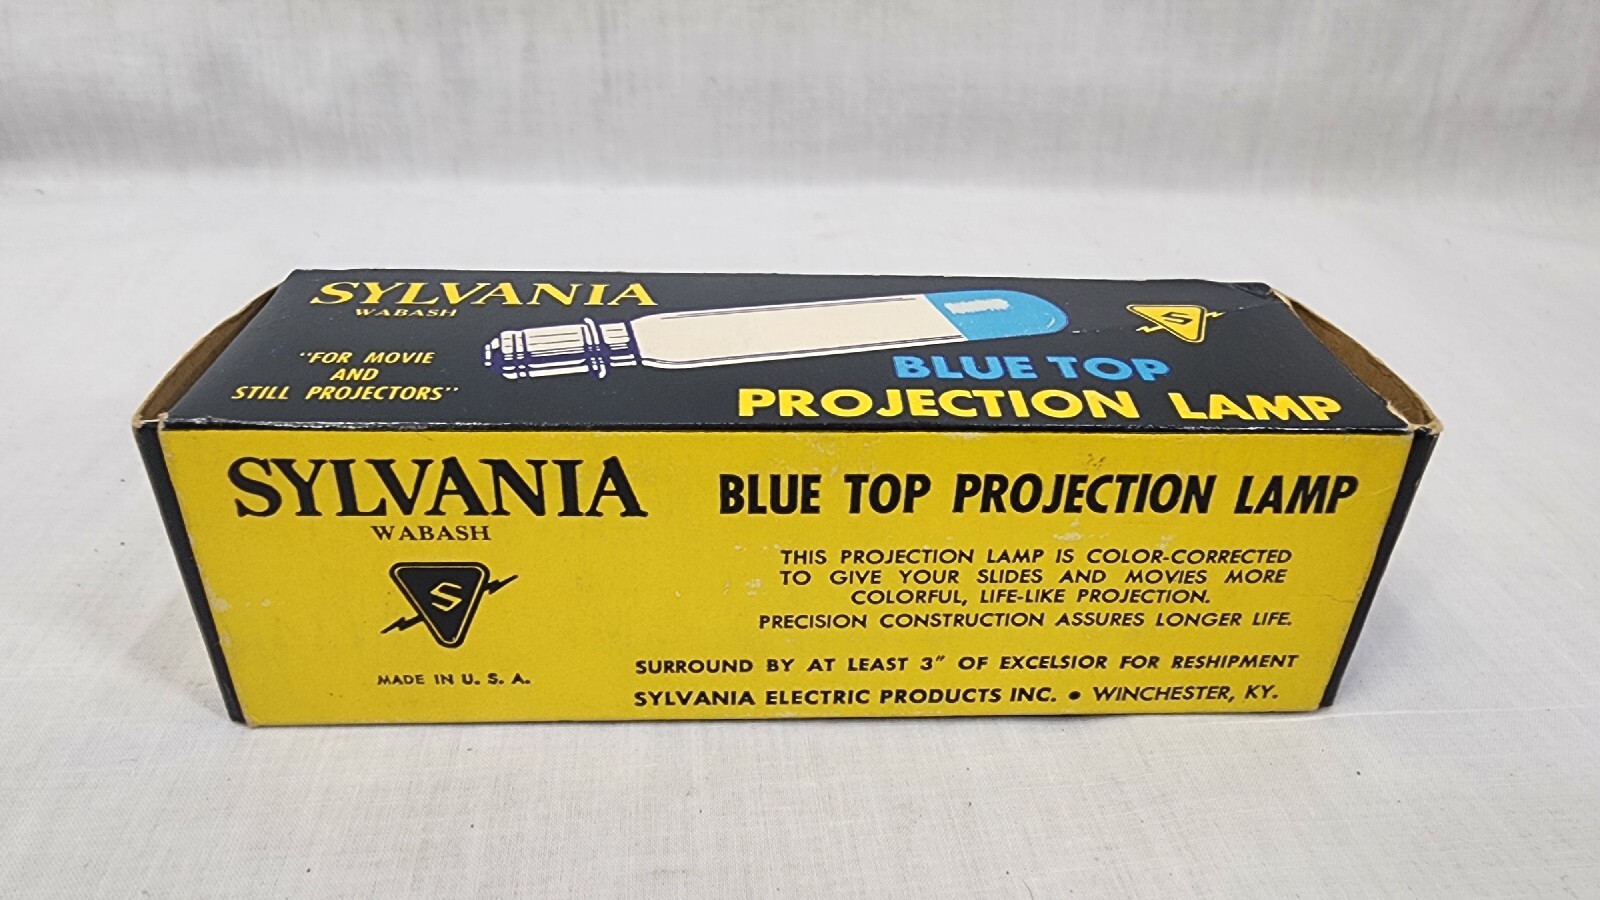 SYLVANIA
WABASH
"FOR MOVIE
AND
STILL PROJECTORS"
S
BLUE TOP
PROJECTION LAMP
SYLVANIA
WABASH
S
MADE IN U. S. A.
BLUE TOP PROJECTION LAMP
THIS PROJECTION LAMP IS COLOR-CORRECTED
TO GIVE YOUR SLIDES AND MOVIES MORE
COLORFUL, LIFE-LIKE PROJECTION.
PRECISION CONSTRUCTION ASSURES LONGER LIFE.
SURROUND BY AT LEAST 3" OF EXCELSIOR FOR RESHIPMENT
SYLVANIA ELECTRIC PRODUCTS INC. • WINCHESTER, KY.